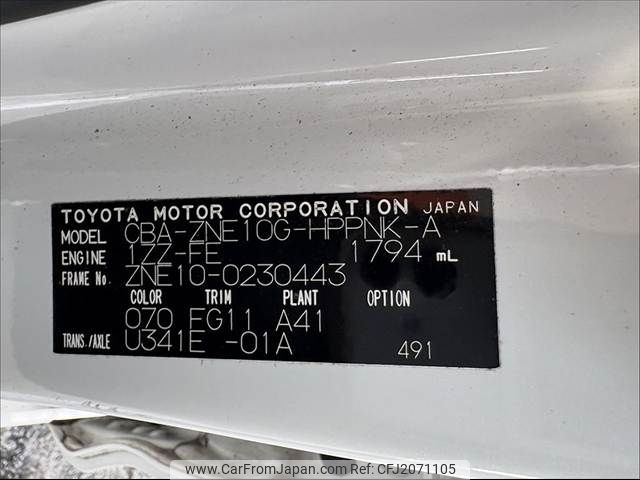 TOYOTA MOTOR CORPORATION JAPAN
MODEL CBA-ZNE10G-HPPNK-A
ENGINE 1ZZ-FE 1794 mL
FRAME No. ZNE10-0230443
COLOR TRIM PLANT OPTION
070 FG11 A41
TRANS./AXLE U341E -01A
491
www.CarFromJapan.com CFJ2071105